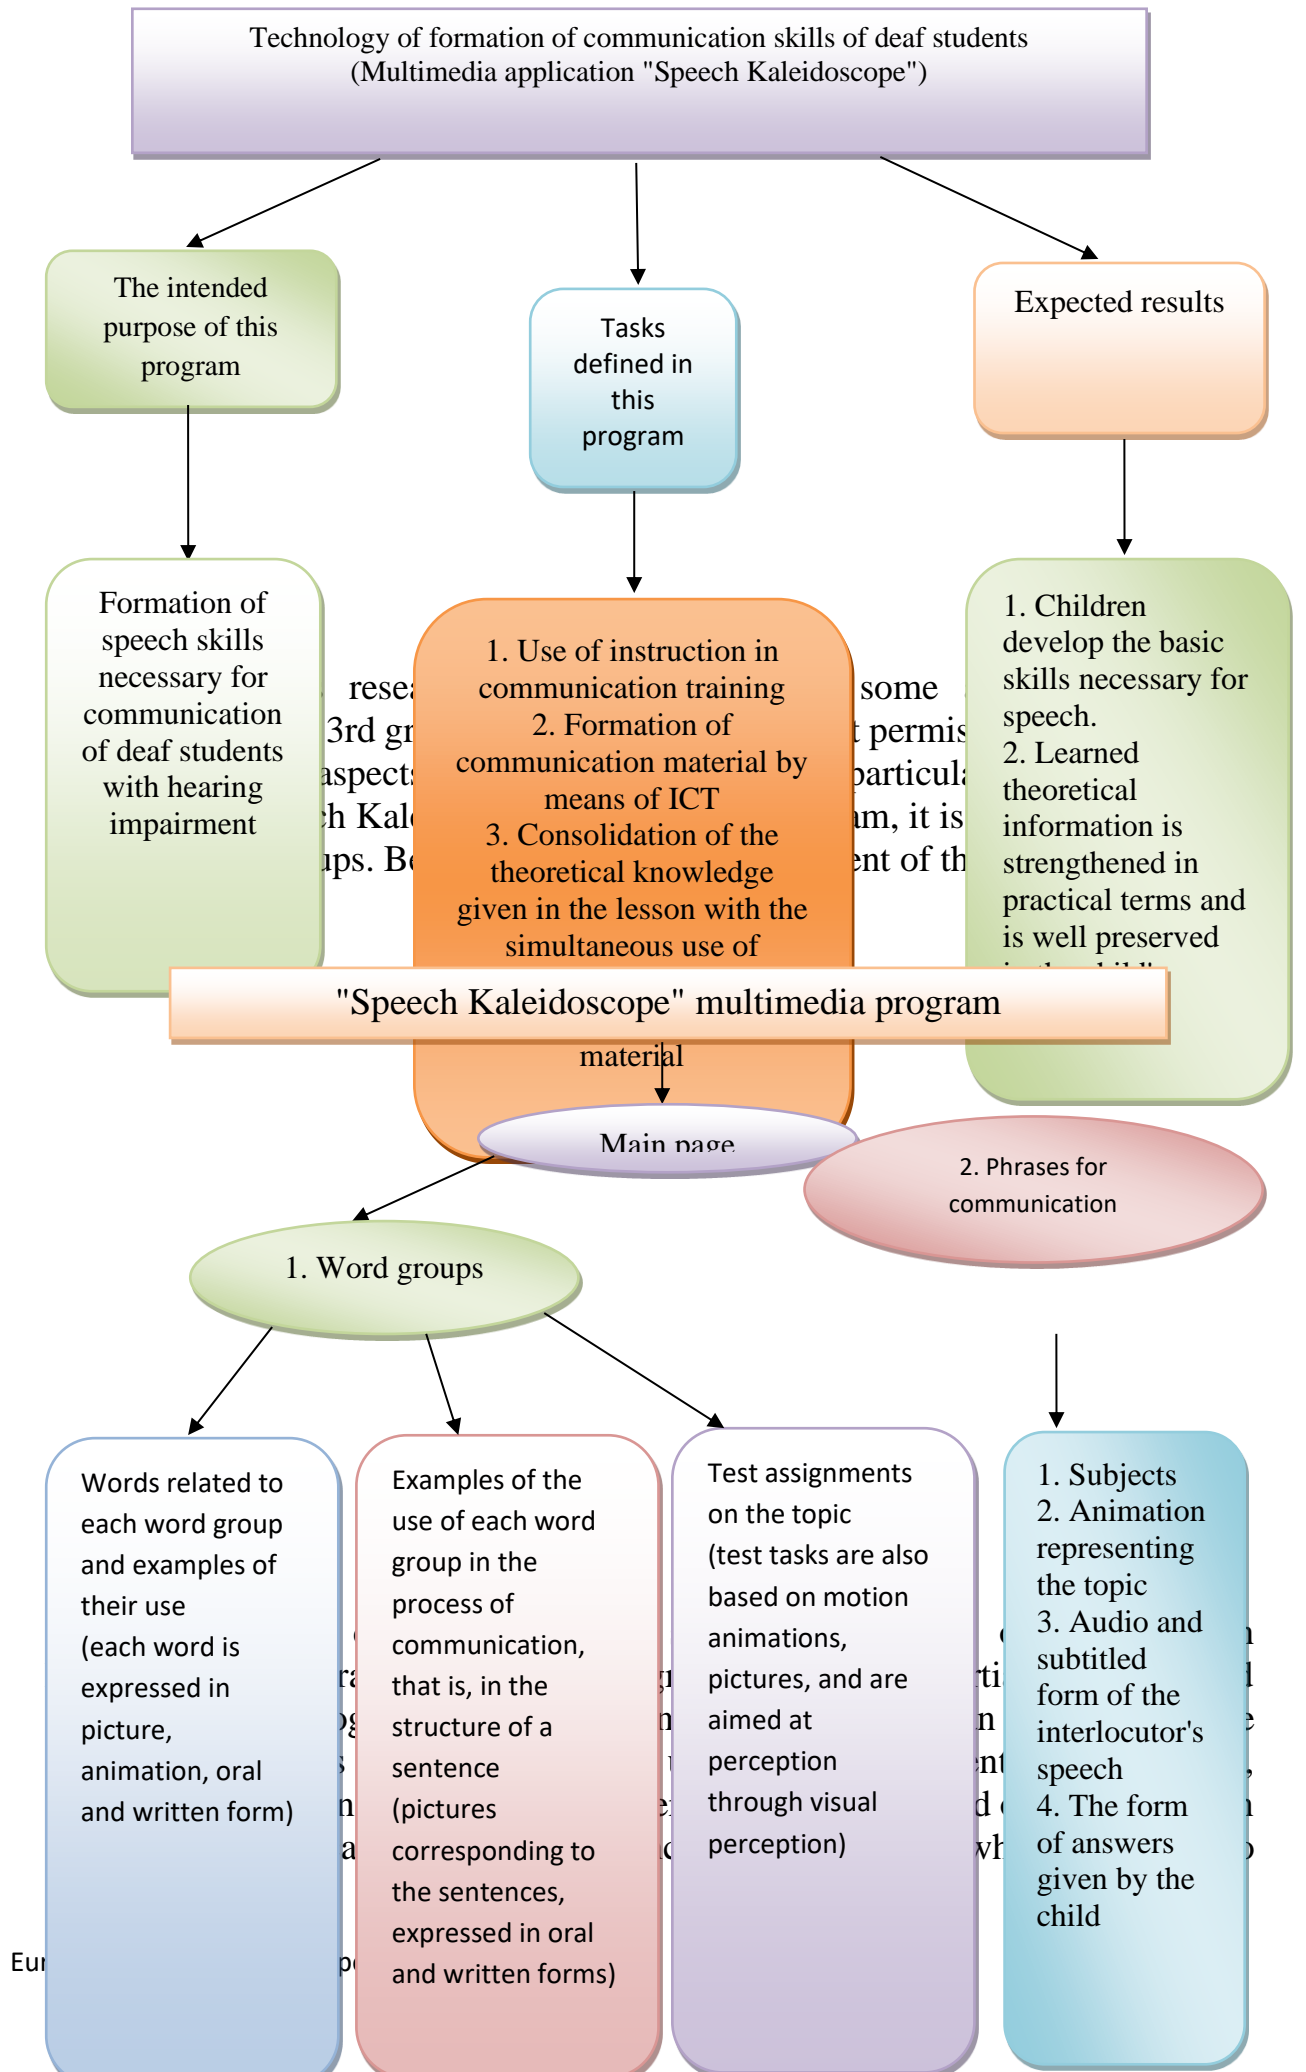 Technology of formation of communication skills of deaf students
(Multimedia application "Speech Kaleidoscope")
The intended
purpose of this
program
Tasks
defined in
this
program
Expected results
Formation of
speech skills
necessary for
communication
of deaf students
with hearing
impairment
1. Use of instruction in
communication training
2. Formation of
communication material by
means of ICT
3. Consolidation of the
theoretical knowledge
given in the lesson with the
simultaneous use of
material
1. Children
develop the basic
skills necessary for
speech.
2. Learned
theoretical
information is
strengthened in
practical terms and
is well preserved
some
3rd
aspects
it is
"Speech Kaleidoscope" multimedia program
Main page
1. Word groups
2. Phrases for
communication
Words related to
each word group
and examples of
their use
(each word is
expressed in
picture,
animation, oral
and written form)
Examples of the
use of each word
group in the
process of
communication,
that is, in the
structure of a
sentence
(pictures
corresponding to
the sentences,
expressed in oral
and written forms)
Test assignments
on the topic
(test tasks are also
based on motion
animations,
pictures, and are
aimed at
perception
through visual
perception)
1. Subjects
2. Animation
representing
the topic
3. Audio and
subtitled
form of the
interlocutor's
speech
4. The form
of answers
given by the
child